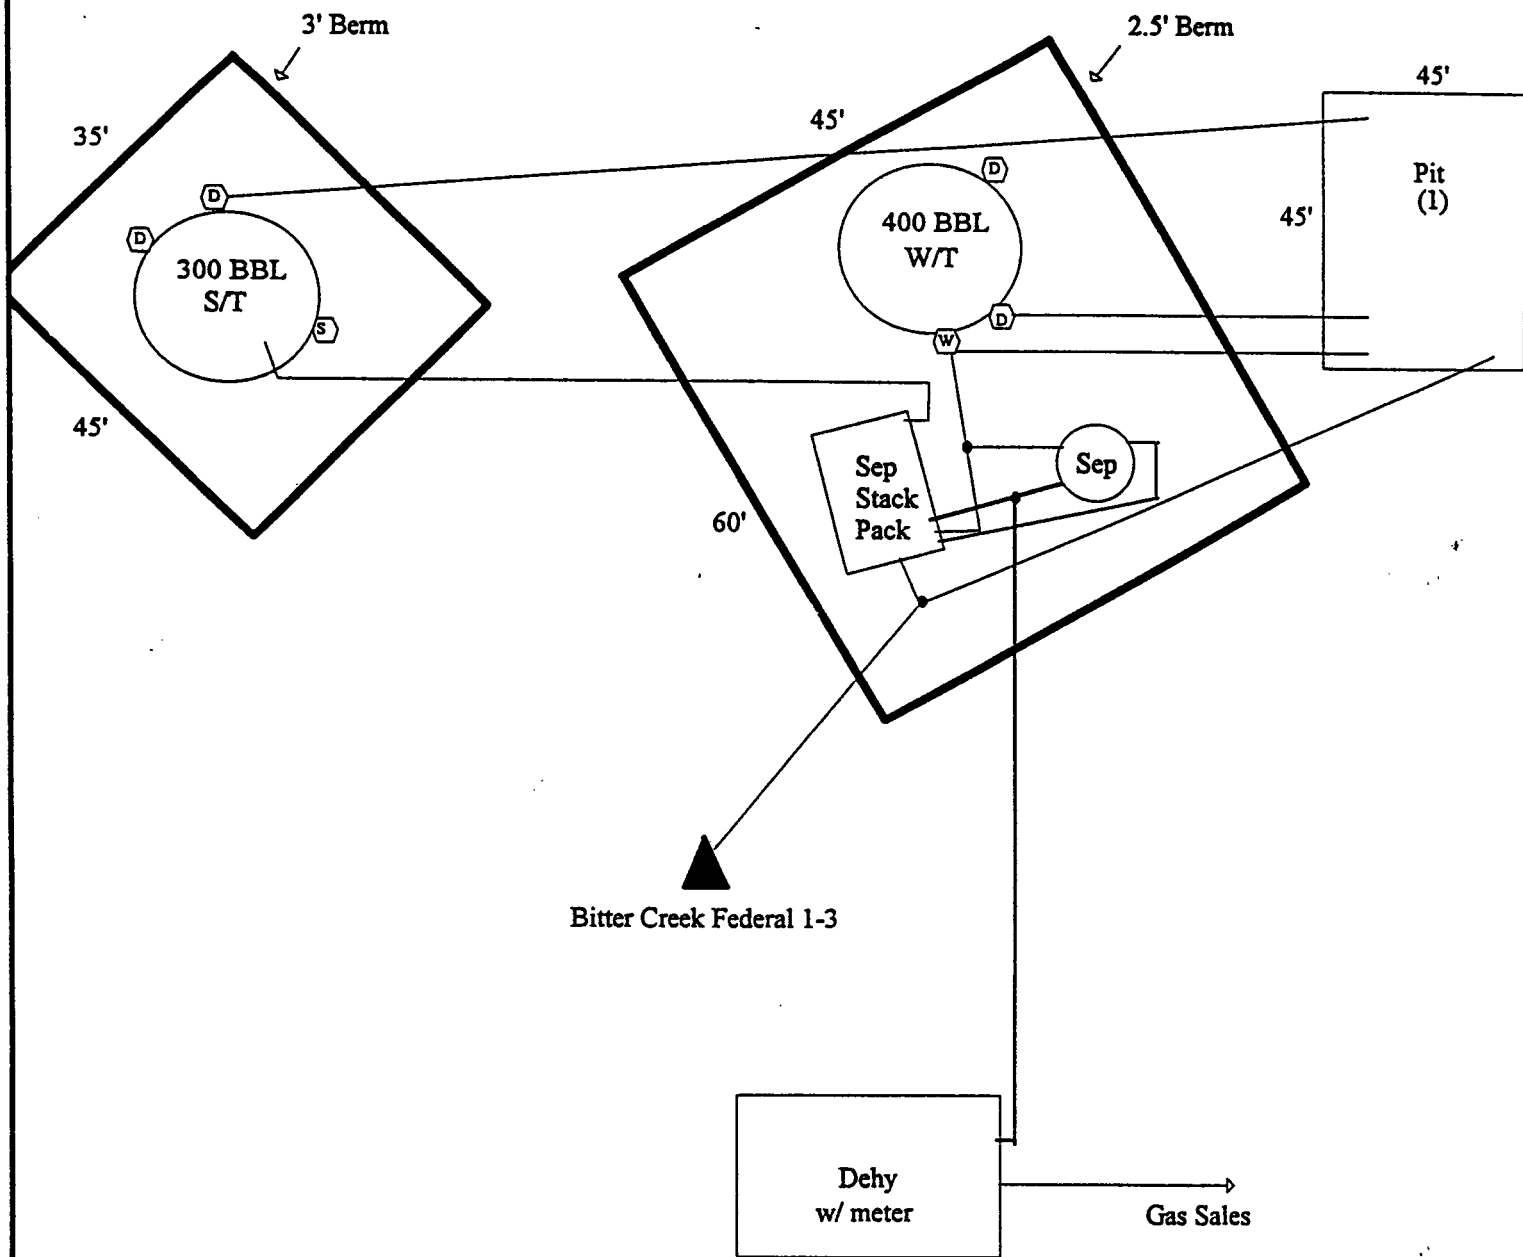 3' Berm
2.5' Berm
45'
35'
45'
D
D
Pit
(1)
D
400 BBL
W/T
45'
300 BBL
S/T
S
D
W
45'
Sep
Sep
Stack
Pack
60'
Bitter Creek Federal 1-3
Dehy
w/ meter
Gas Sales